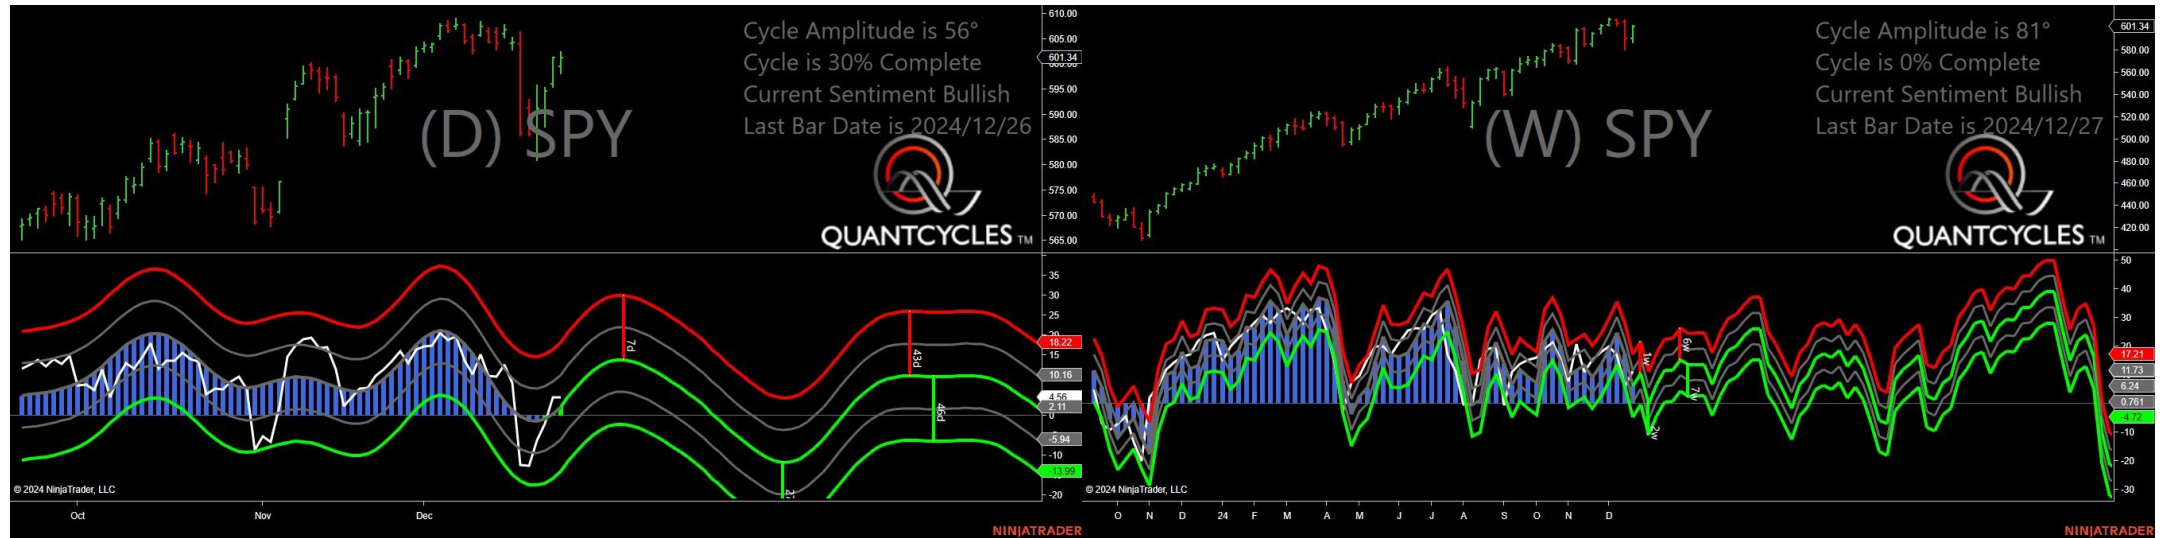 Cycle Amplitude is 56°
Cycle is 30% Complete
Current Sentiment Bullish
Last Bar Date is 2024/12/26
(D) SPY
QUANTCYCLES TM
610.00
605.00
601.34
595.00
590.00
585.00
580.00
575.00
570.00
565.00
35
30
25
20
18.22
15
10.16
4.56
2.11
0
-5.94
-10
-13.99
-20
7d
43d
46d
© 2024 NinjaTrader, LLC
Oct
Nov
Dec
NINJATRADER
Cycle Amplitude is 81°
Cycle is 0% Complete
Current Sentiment Bullish
Last Bar Date is 2024/12/27
(W) SPY
QUANTCYCLES TM
601.34
580.00
560.00
540.00
520.00
500.00
480.00
460.00
440.00
420.00
50
40
30
17.21
11.73
6.24
0.761
-4.72
-10
-20
-30
1w
6w
7w
2w
© 2024 NinjaTrader, LLC
O
N
D
24
F
M
A
M
J
J
A
S
O
N
D
NINJATRADER